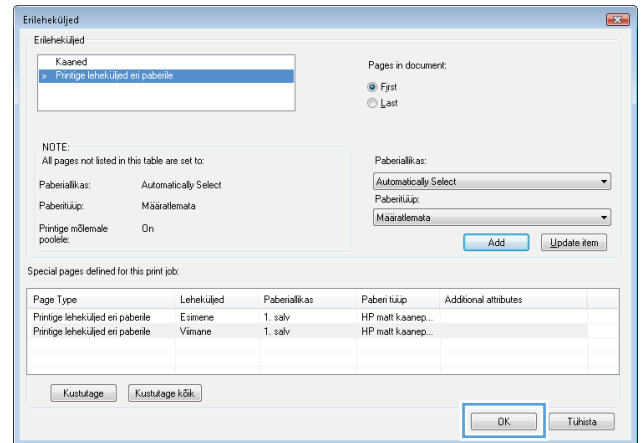 Erileheküljed
Erileheküljed
Kaaned
» Printige leheküljed eri paberile
Pages in document:
First
Last
NOTE:
All pages not listed in this table are set to:
Paberiallikas: Automatically Select
Paberitüüp: Määratlemata
Printige mõlemale poolele: On
Paberiallikas:
Automatically Select
Paberitüüp:
Määratlemata
Add Update item
Special pages defined for this print job:
Page Type Leheküljed Paberiallikas Paberi tüüp Additional attributes
Printige leheküljed eri paberile Esimene 1. salv HP matt kaanep...
Printige leheküljed eri paberile Viimane 1. salv HP matt kaanep...
Kustutage Kustutage kõik
OK Tühista